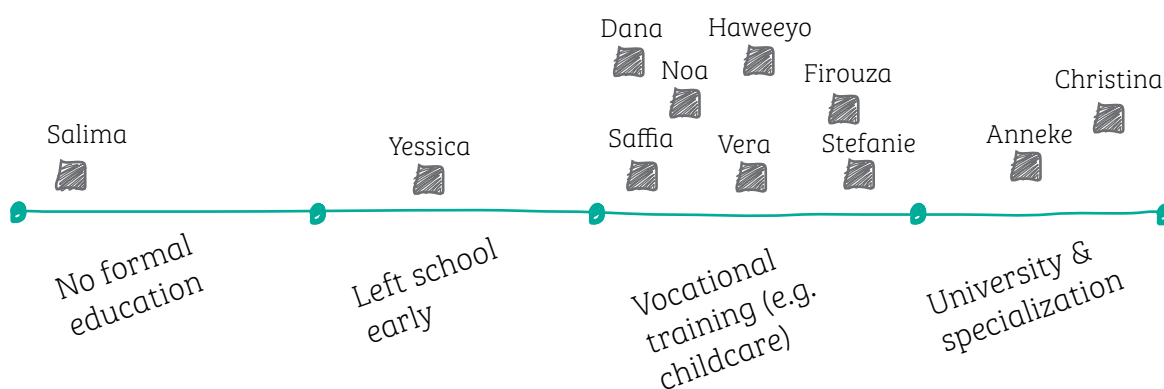 Dana
Haweeyo
Noa
Firouza
Christina
Salima
Yessica
Saffia
Vera
Stefanie
Anneke
No formal
education
Left school
early
Vocational
training (e.g.
childcare)
University &
specialization